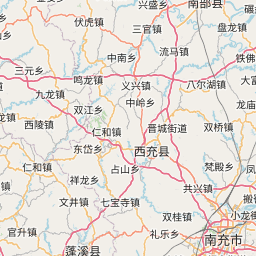 南部县
兴盛乡
伏虎镇
三官镇
盘龙镇
流马镇
中南乡
三元乡
铁佛
鸣龙镇
义兴镇
八尔湖镇
九龙镇
中岭乡
双江乡
西陵镇
仁和镇
晋城街道
双桥镇
东岱乡
西充县
仁和镇
占山乡
梵殿乡
祥龙乡
共兴镇
文井镇
七宝寺镇
小龙
官升镇
双桂镇
礼乐乡
南充市
蓬溪县